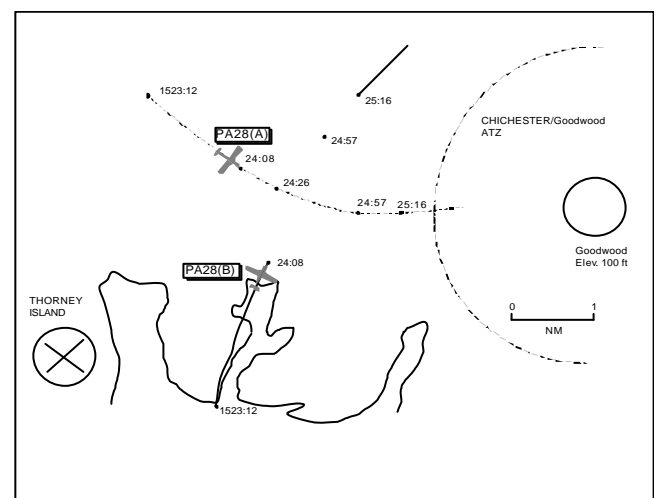 1523:12
25:16
CHICHESTER/Goodwood
ATZ
PA28(A)
24:57
24:08
24:26
24:57
25:16
Goodwood
Elev. 100 ft
24:08
PA28(B)
THORNEY
ISLAND
0 1
NM
1523:12